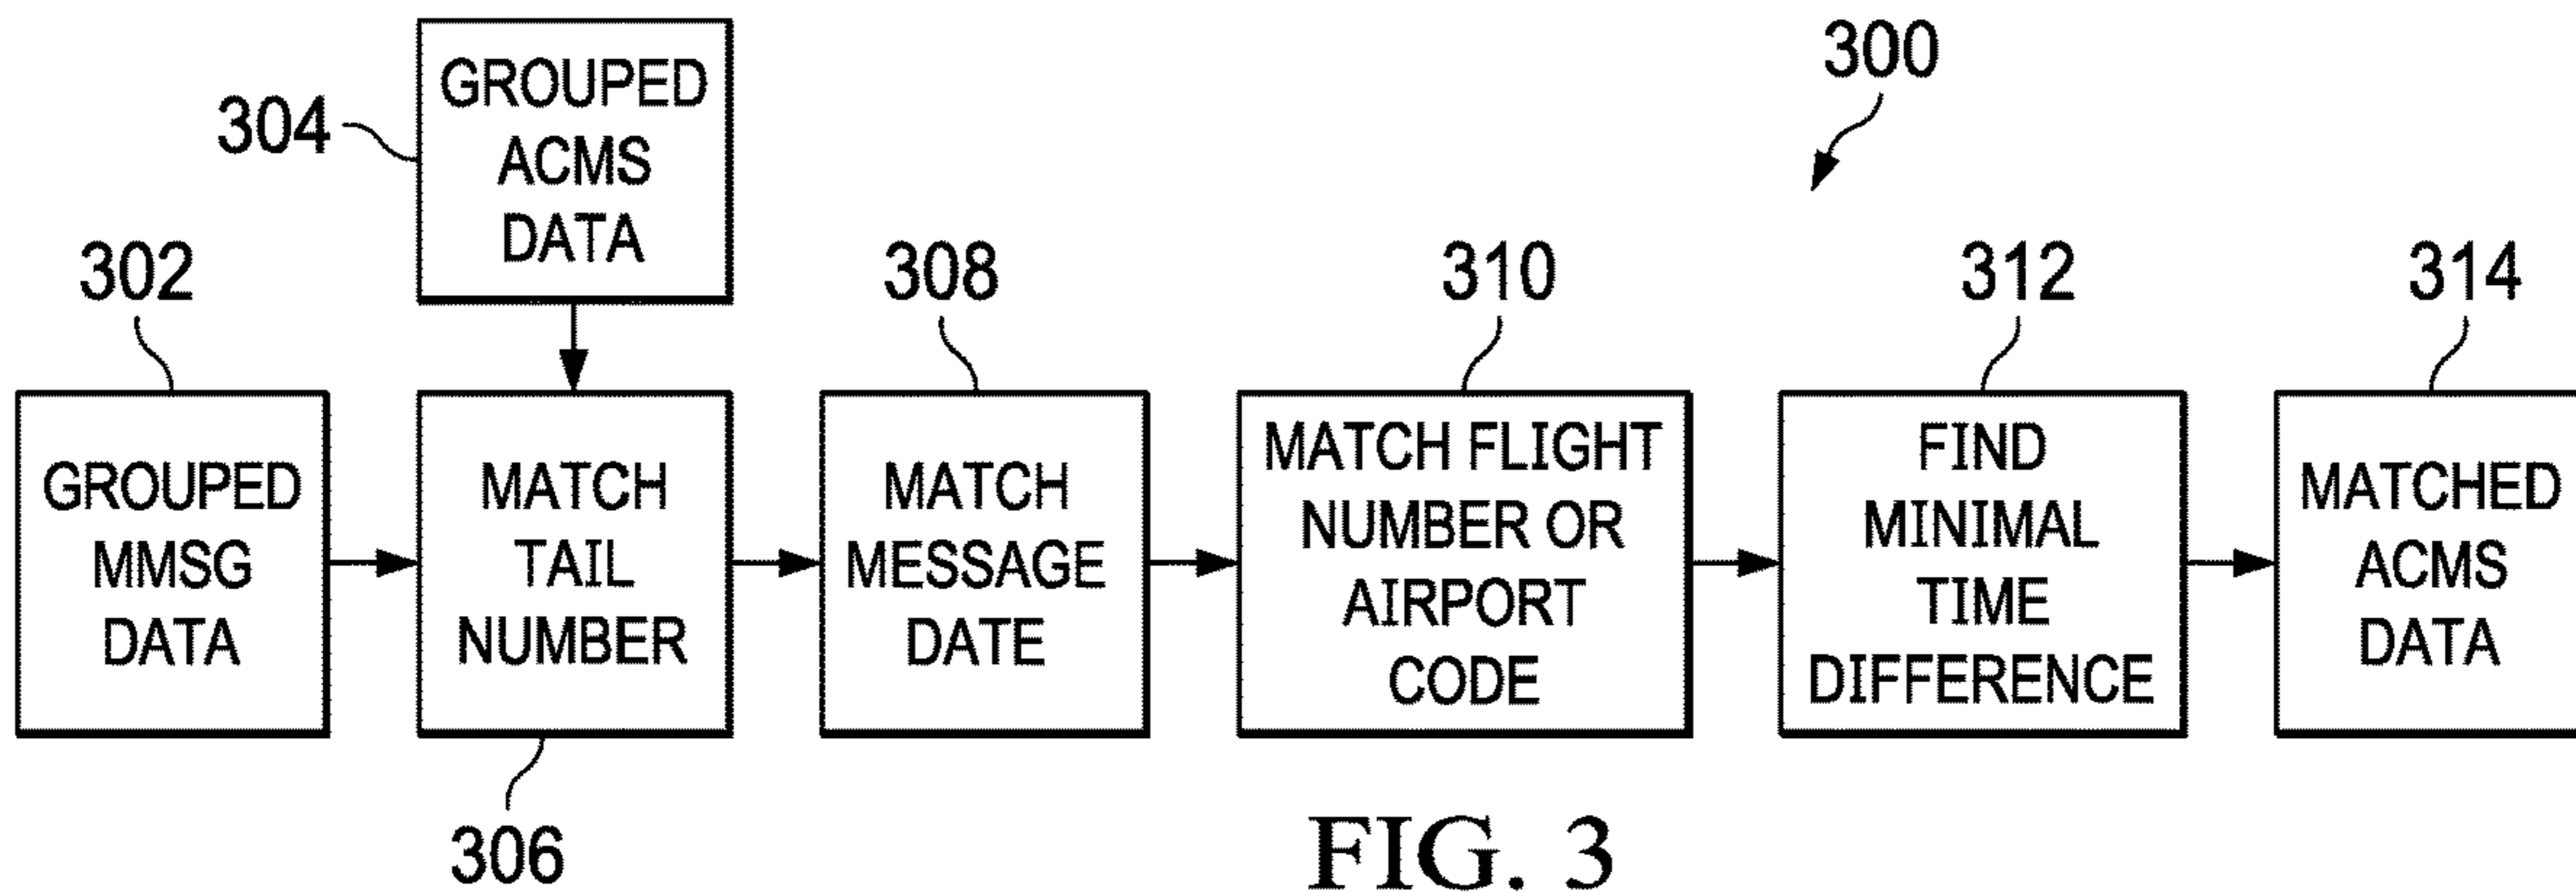 300
304
GROUPED
ACMS
DATA
302
GROUPED
MMSG
DATA
306
MATCH
TAIL
NUMBER
308
MATCH
MESSAGE
DATE
310
MATCH FLIGHT
NUMBER OR
AIRPORT
CODE
312
FIND
MINIMAL
TIME
DIFFERENCE
314
MATCHED
ACMS
DATA
FIG. 3